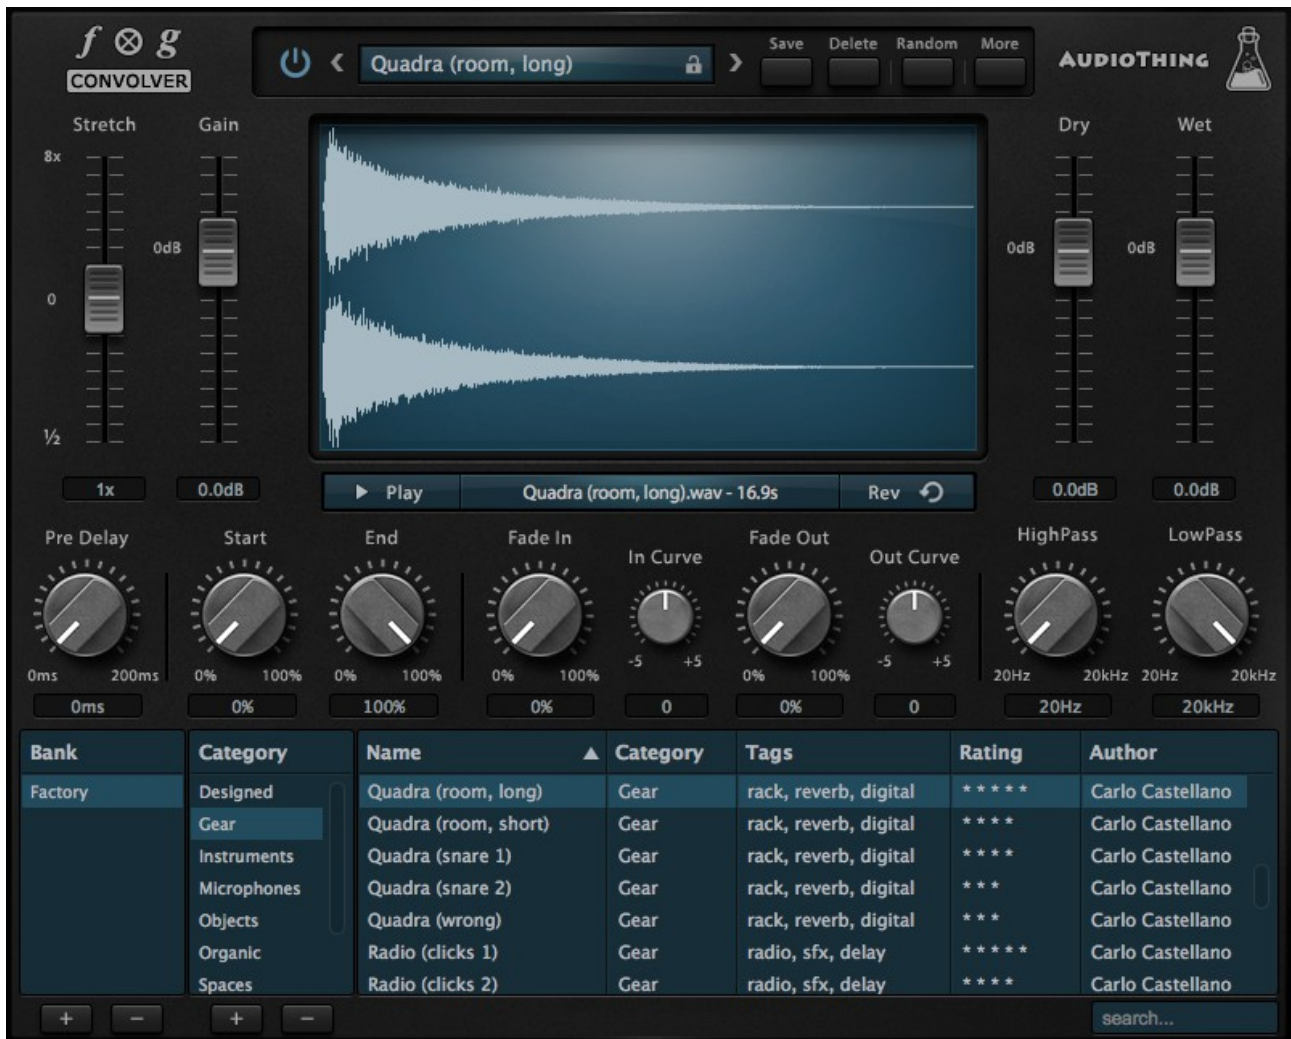 f ⊗ g
CONVOLVER
Quadra (room, long)
Save Delete Random More
AUDIOTHING
Stretch Gain Dry Wet
8x
0dB 0dB 0dB
0
½
1x 0.0dB
Play Quadra (room, long).wav - 16.9s Rev
0.0dB 0.0dB
Pre Delay Start End Fade In In Curve Fade Out Out Curve HighPass LowPass
0ms 200ms 0% 100% 0% 100% 0% 100% -5 +5 0% 100% -5 +5 20Hz 20kHz 20Hz 20kHz
0ms 0% 100% 0% 0 0% 0 20Hz 20kHz
Bank Category Name ▲ Category Tags Rating Author
Factory Designed Quadra (room, long) Gear rack, reverb, digital ***** Carlo Castellano
Gear Quadra (room, short) Gear rack, reverb, digital **** Carlo Castellano
Instruments Quadra (snare 1) Gear rack, reverb, digital **** Carlo Castellano
Microphones Quadra (snare 2) Gear rack, reverb, digital *** Carlo Castellano
Objects Quadra (wrong) Gear rack, reverb, digital *** Carlo Castellano
Organic Radio (clicks 1) Gear radio, sfx, delay ***** Carlo Castellano
Spaces Radio (clicks 2) Gear radio, sfx, delay **** Carlo Castellano
+ − + − search...